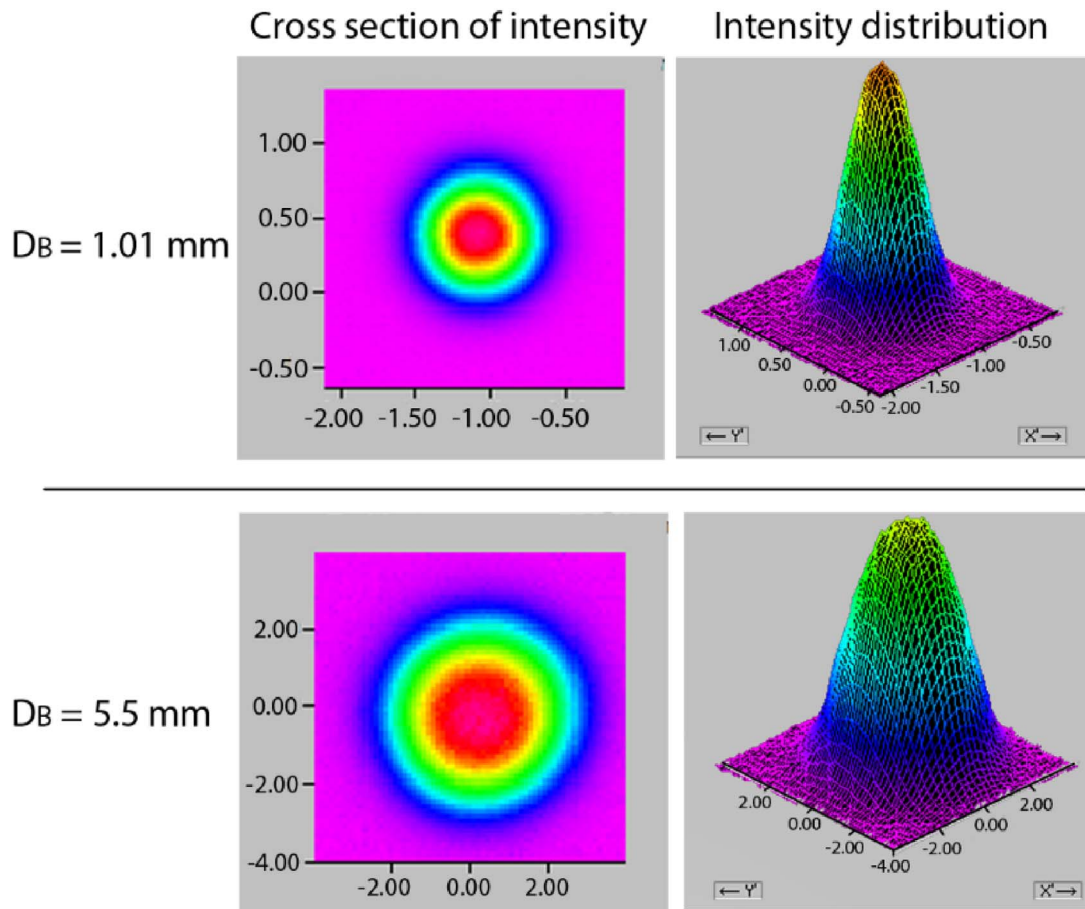 Cross section of intensity
Intensity distribution
DB = 1.01 mm
1.00
0.50
0.00
-0.50
-2.00 -1.50 -1.00 -0.50
1.00
0.50
0.00
-0.50
-2.00
-1.50
-1.00
-0.50
← Y'
X' →
DB = 5.5 mm
2.00
0.00
-2.00
-4.00
-2.00 0.00 2.00
2.00
0.00
-2.00
-4.00
-2.00
0.00
2.00
← Y'
X' →